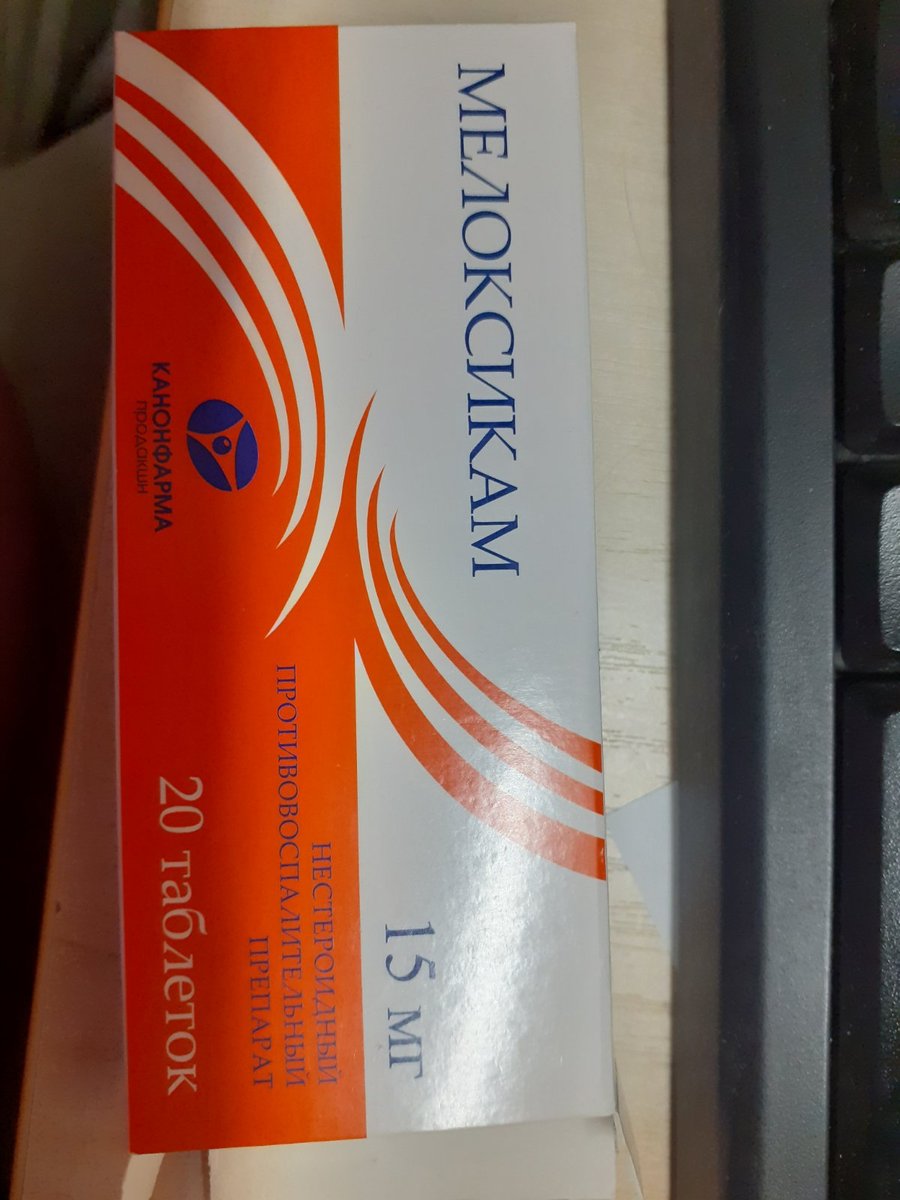 МЕЛОКСИКАМ
15 мг
НЕСТЕРОИДНЫЙ
ПРОТИВОВОСПАЛИТЕЛЬНЫЙ
ПРЕПАРАТ
КАНОНФАРМА
продакшн
20 таблеток